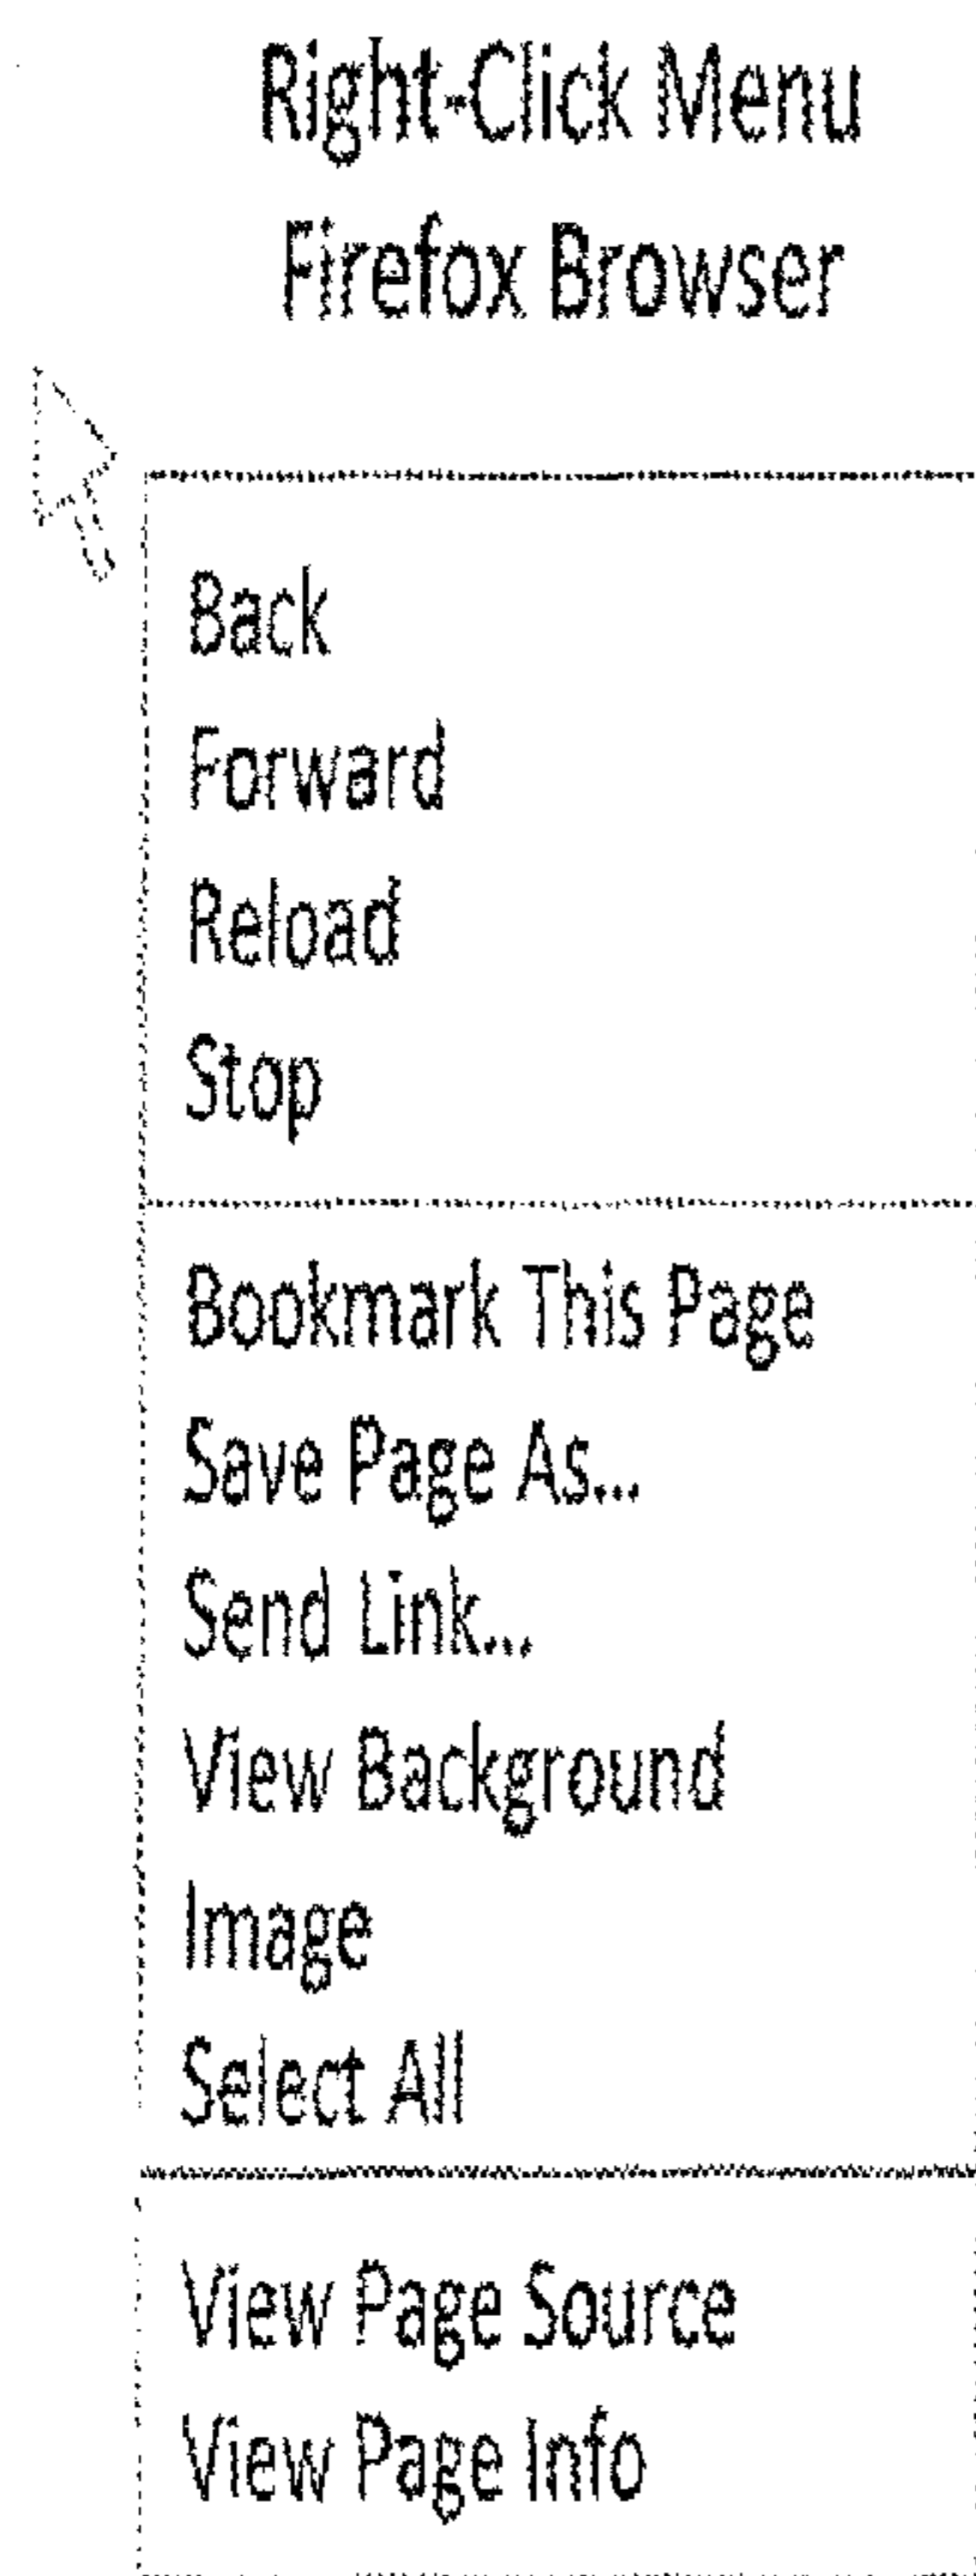 Right-Click Menu
Firefox Browser
Back
Forward
Reload
Stop
Bookmark This Page
Save Page As...
Send Link...
View Background
Image
Select All
View Page Source
View Page Info